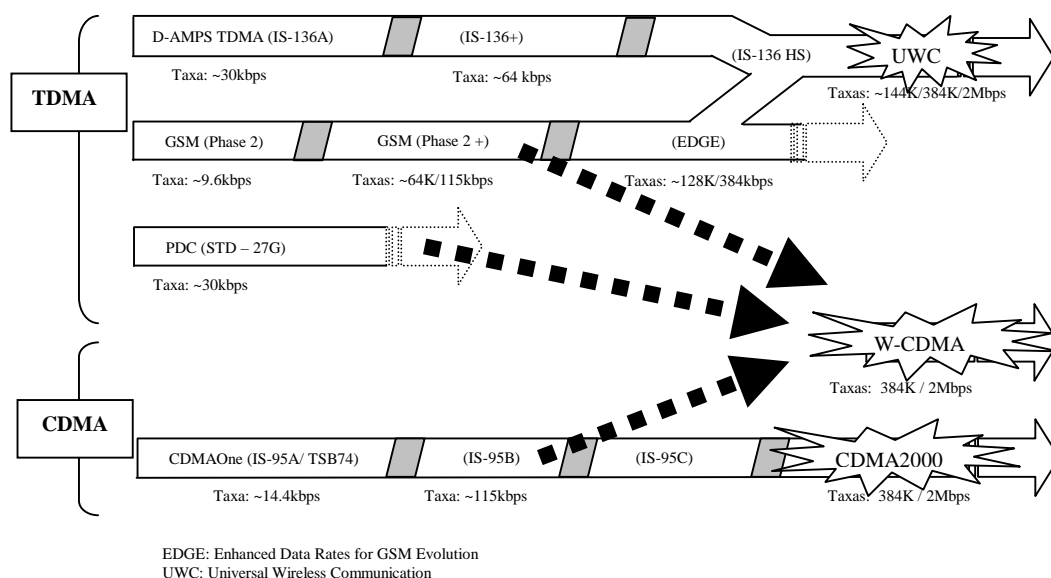 D-AMPS TDMA (IS-136A)
(IS-136+)
(IS-136 HS)
UWC
Taxa: ~30kbps
Taxa: ~64 kbps
Taxas: ~144K/384K/2Mbps
TDMA
GSM (Phase 2)
GSM (Phase 2 +)
(EDGE)
Taxa: ~9.6kbps
Taxas: ~64K/115kbps
Taxas: ~128K/384kbps
PDC (STD – 27G)
Taxa: ~30kbps
W-CDMA
Taxas: 384K / 2Mbps
CDMA
CDMAOne (IS-95A/ TSB74)
(IS-95B)
(IS-95C)
CDMA2000
Taxa: ~14.4kbps
Taxa: ~115kbps
Taxas: 384K / 2Mbps
EDGE: Enhanced Data Rates for GSM Evolution
UWC: Universal Wireless Communication